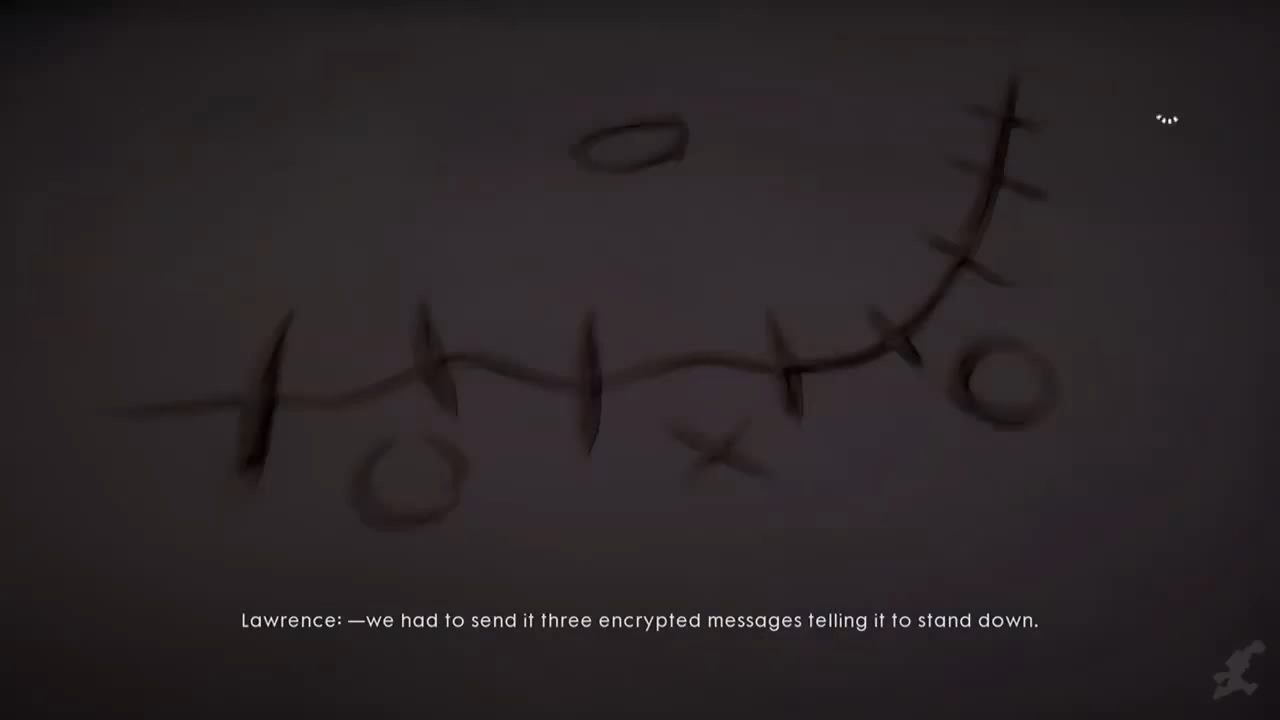 Lawrence: —we had to send it three encrypted messages telling it to stand down.